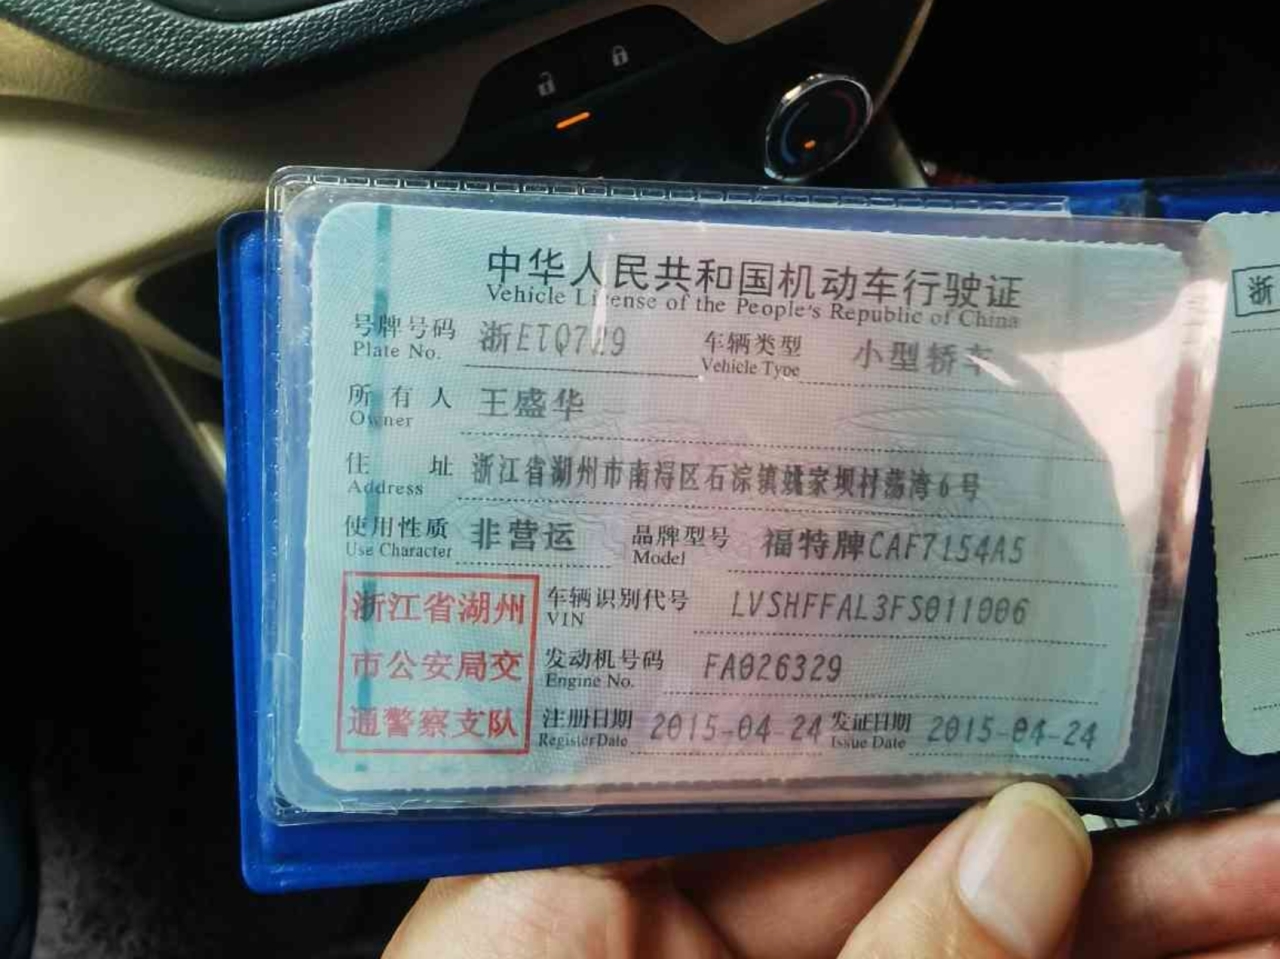 中华人民共和国机动车行驶证
Vehicle License of the People's Republic of China
号牌号码 浙ETQ729 车辆类型 小型轿车
Plate No. Vehicle Type
所有人 王盛华
Owner
住址 浙江省湖州市南浔区石淙镇姚家坝村荡湾6号
Address
使用性质 非营运 品牌型号 福特牌CAF7154A5
Use Character Model
浙江省湖州 车辆识别代号 LVSHFFAL3FS011006
VIN
市公安局交 发动机号码 FA026329
Engine No.
通警察支队 注册日期 2015-04-24 发证日期 2015-04-24
Register Date Issue Date
浙